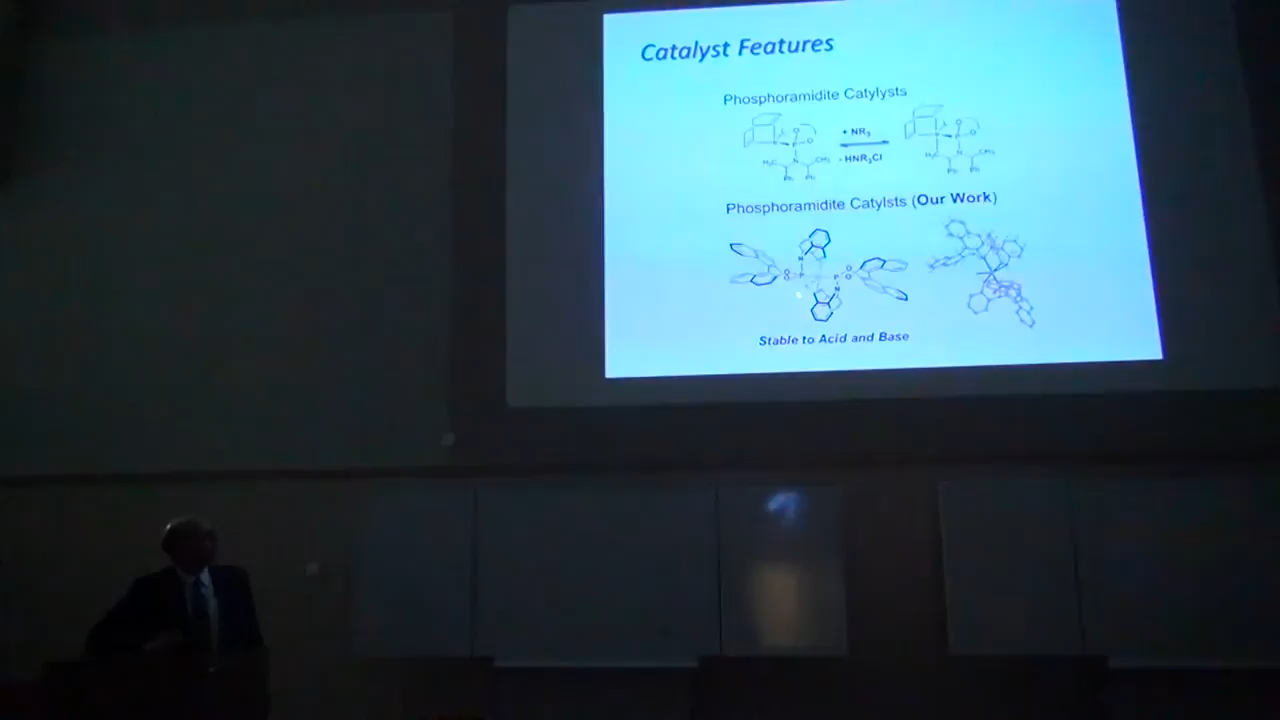 Catalyst Features
Phosphoramidite Catylysts
+ NR3
- HNR3Cl
Phosphoramidite Catylsts (Our Work)
Stable to Acid and Base